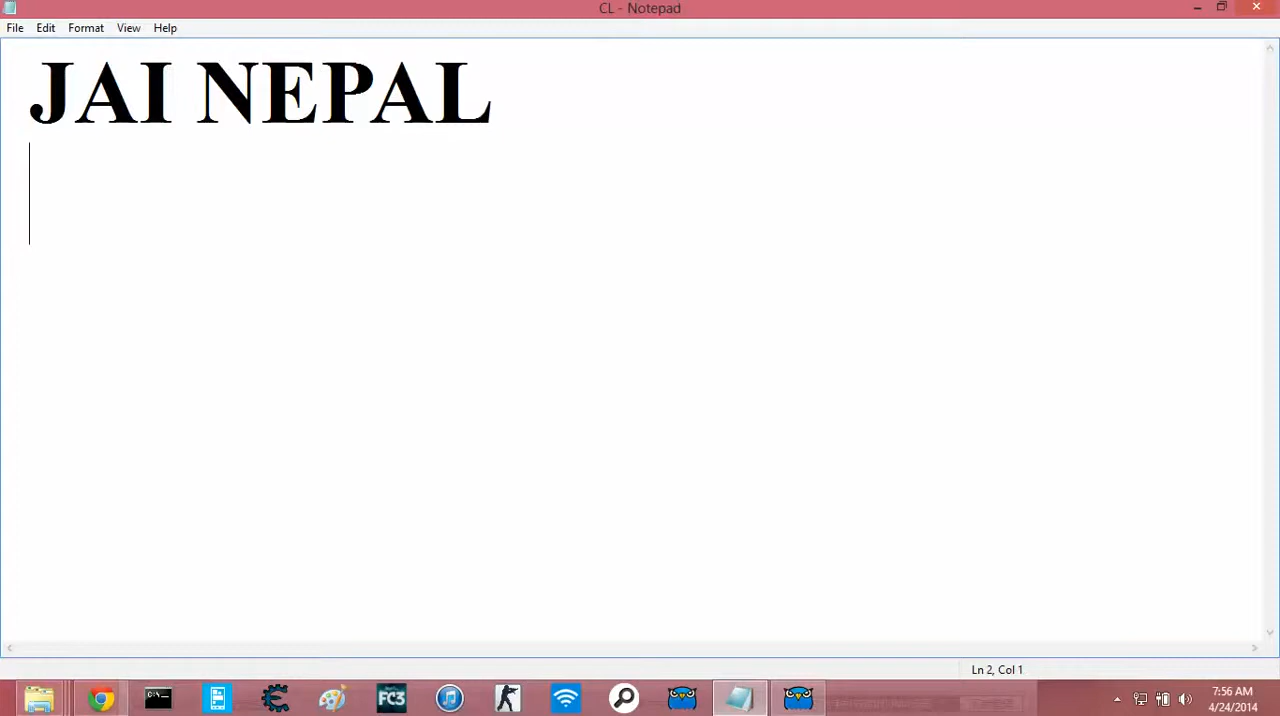 CL - Notepad
File Edit Format View Help
JAI NEPAL
Ln 2, Col 1
C:\_
FC3
7:56 AM
4/24/2014